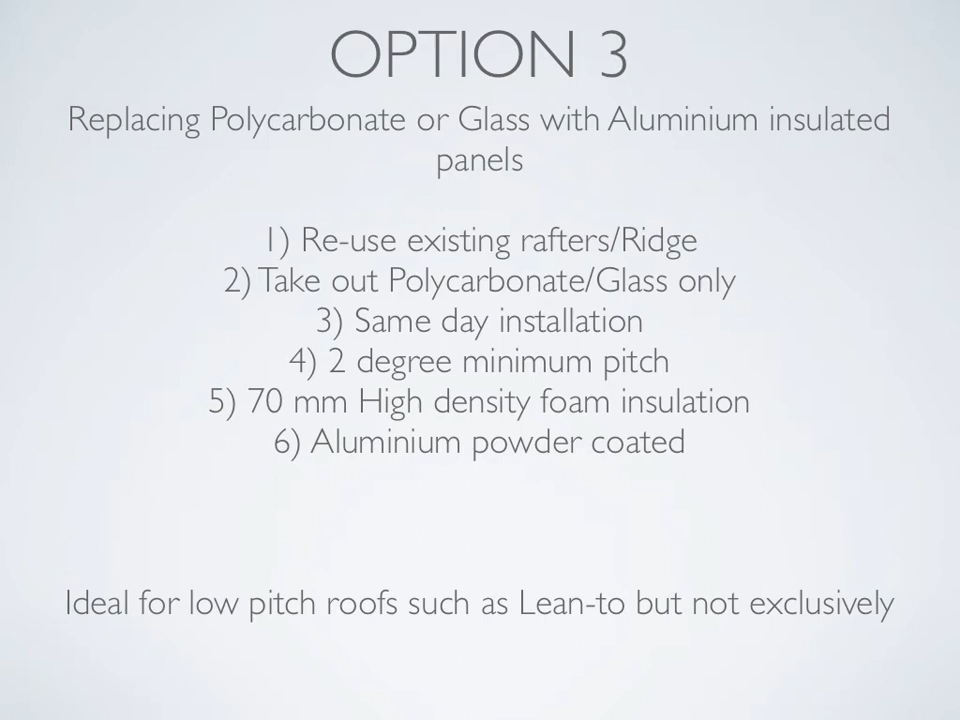 OPTION 3
Replacing Polycarbonate or Glass with Aluminium insulated
panels
1) Re-use existing rafters/Ridge
2) Take out Polycarbonate/Glass only
3) Same day installation
4) 2 degree minimum pitch
5) 70 mm High density foam insulation
6) Aluminium powder coated
Ideal for low pitch roofs such as Lean-to but not exclusively